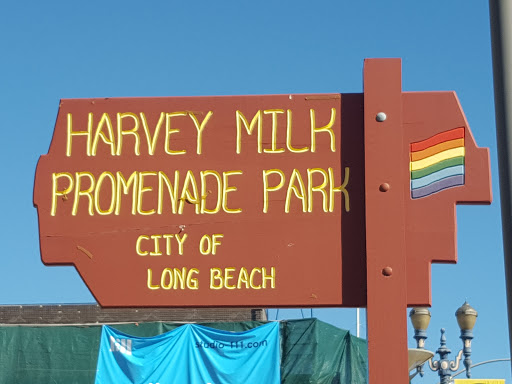 HARVEY MILK
PROMENADE PARK
CITY OF
LONG BEACH
studio-111.com